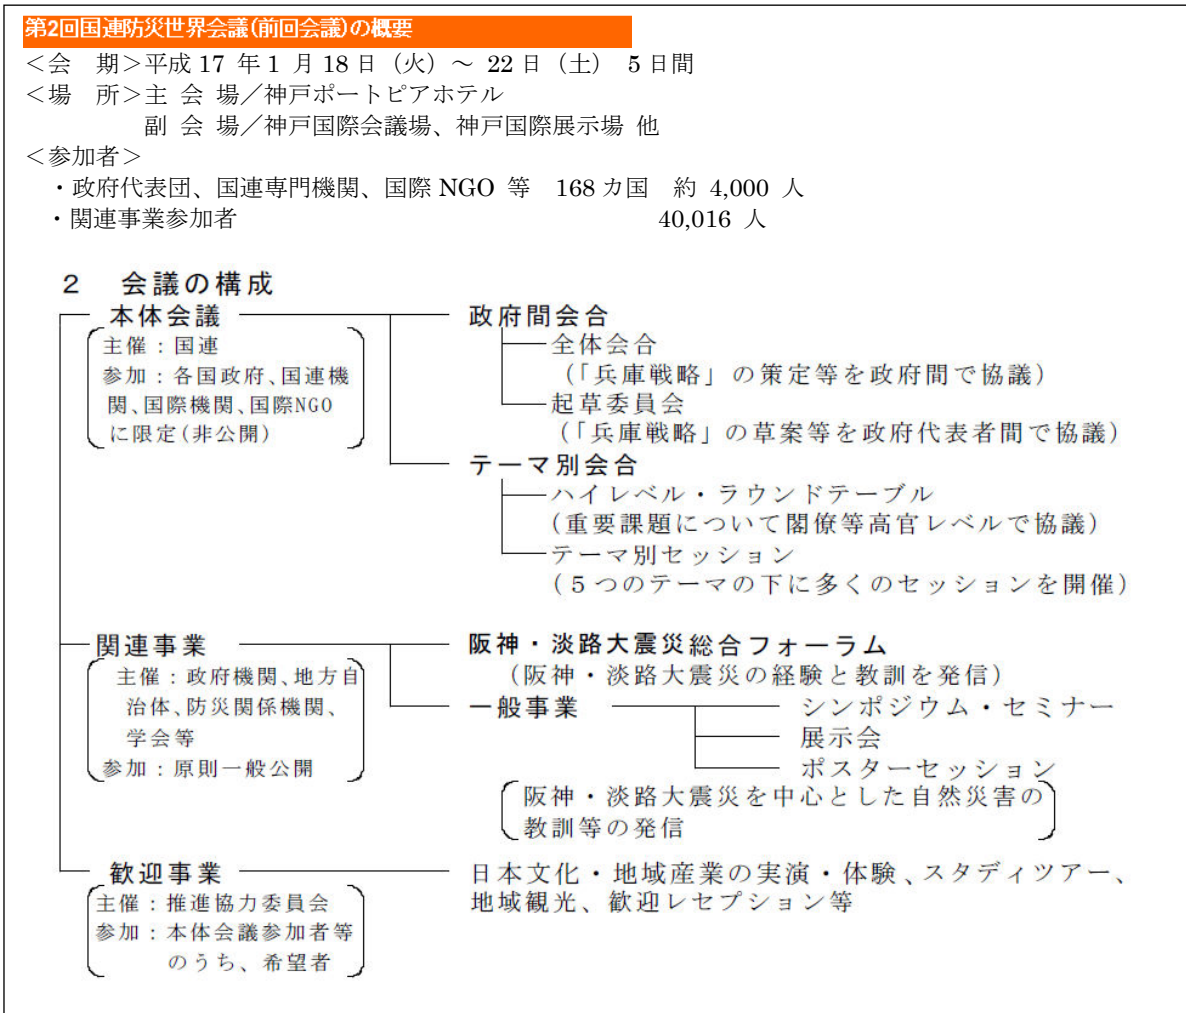 第2回国連防災世界会議(前回会議)の概要
＜会　期＞平成 17 年 1 月 18 日（火）～ 22 日（土） 5 日間
＜場　所＞主 会 場／神戸ポートピアホテル
副 会 場／神戸国際会議場、神戸国際展示場 他
＜参加者＞
・政府代表団、国連専門機関、国際 NGO 等　168 カ国　約 4,000 人
・関連事業参加者　40,016 人
２　会議の構成
本体会議
主催：国連
参加：各国政府、国連機
関、国際機関、国際NGO
に限定(非公開)
政府間会合
全体会合
（「兵庫戦略」の策定等を政府間で協議）
起草委員会
（「兵庫戦略」の草案等を政府代表者間で協議）
テーマ別会合
ハイレベル・ラウンドテーブル
（重要課題について閣僚等高官レベルで協議）
テーマ別セッション
（５つのテーマの下に多くのセッションを開催）
関連事業
主催：政府機関、地方自
治体、防災関係機関、
学会等
参加：原則一般公開
阪神・淡路大震災総合フォーラム
（阪神・淡路大震災の経験と教訓を発信）
一般事業
シンポジウム・セミナー
展示会
ポスターセッション
阪神・淡路大震災を中心とした自然災害の
教訓等の発信
歓迎事業
主催：推進協力委員会
参加：本体会議参加者等
のうち、希望者
日本文化・地域産業の実演・体験、スタディツアー、
地域観光、歓迎レセプション等